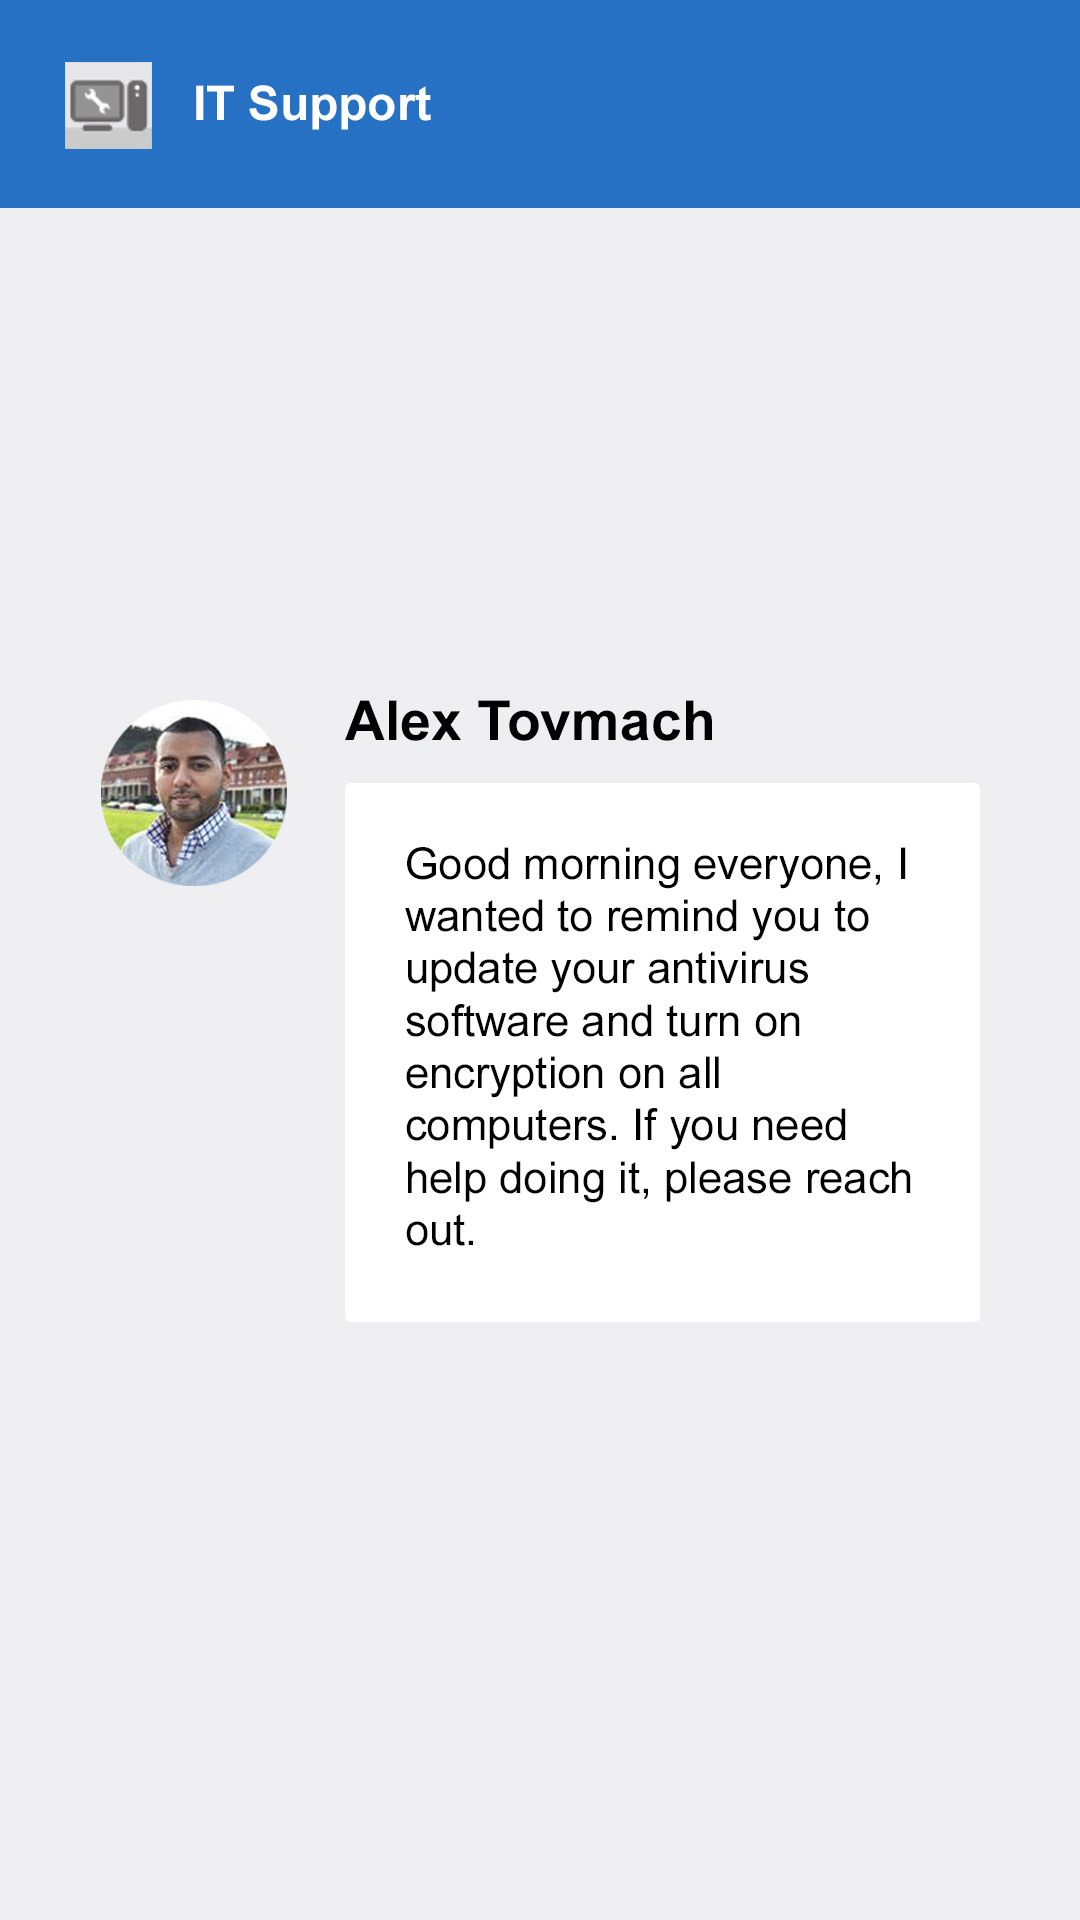 IT Support
Alex Tovmach
Good morning everyone, I
wanted to remind you to
update your antivirus
software and turn on
encryption on all
computers. If you need
help doing it, please reach
out.